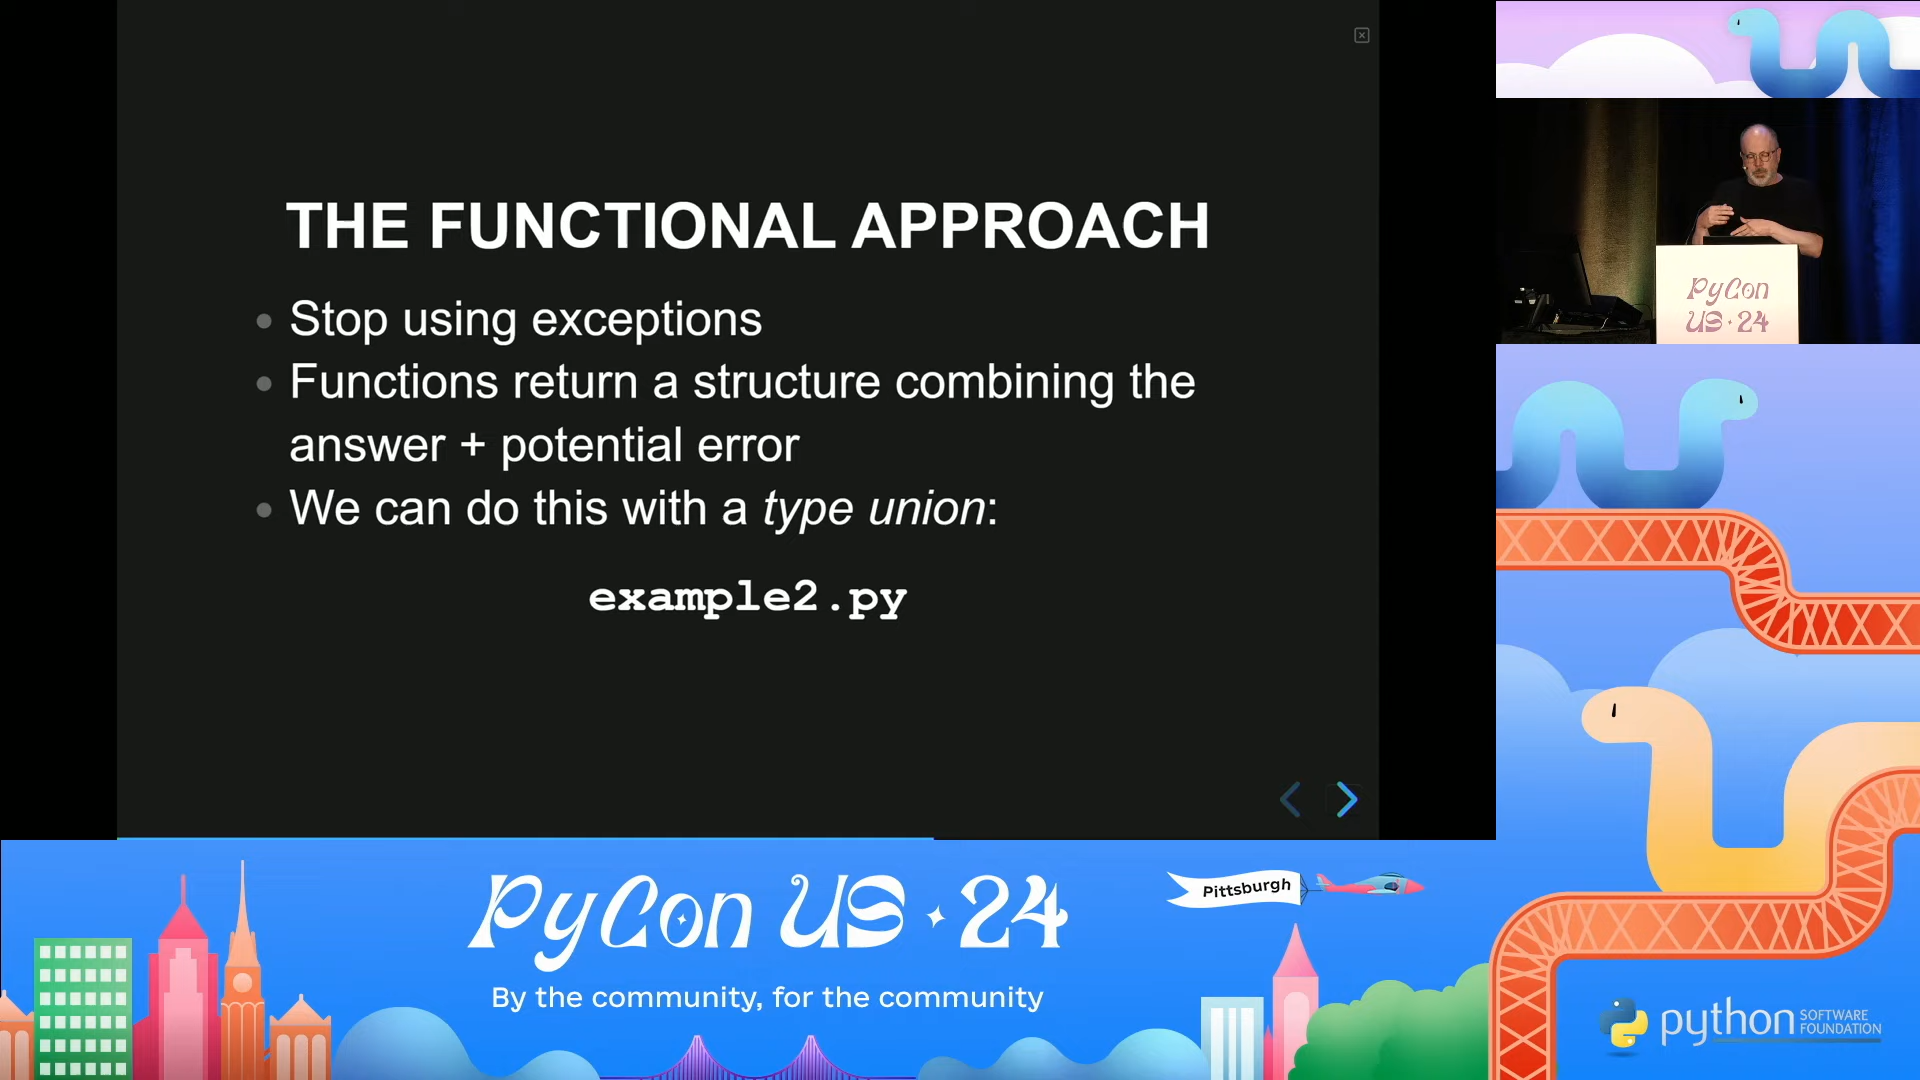 THE FUNCTIONAL APPROACH
Stop using exceptions
Functions return a structure combining the
answer + potential error
We can do this with a type union:
example2.py
PyCon
US · 24
PyCon US · 24
By the community, for the community
Pittsburgh
python
SOFTWARE
FOUNDATION